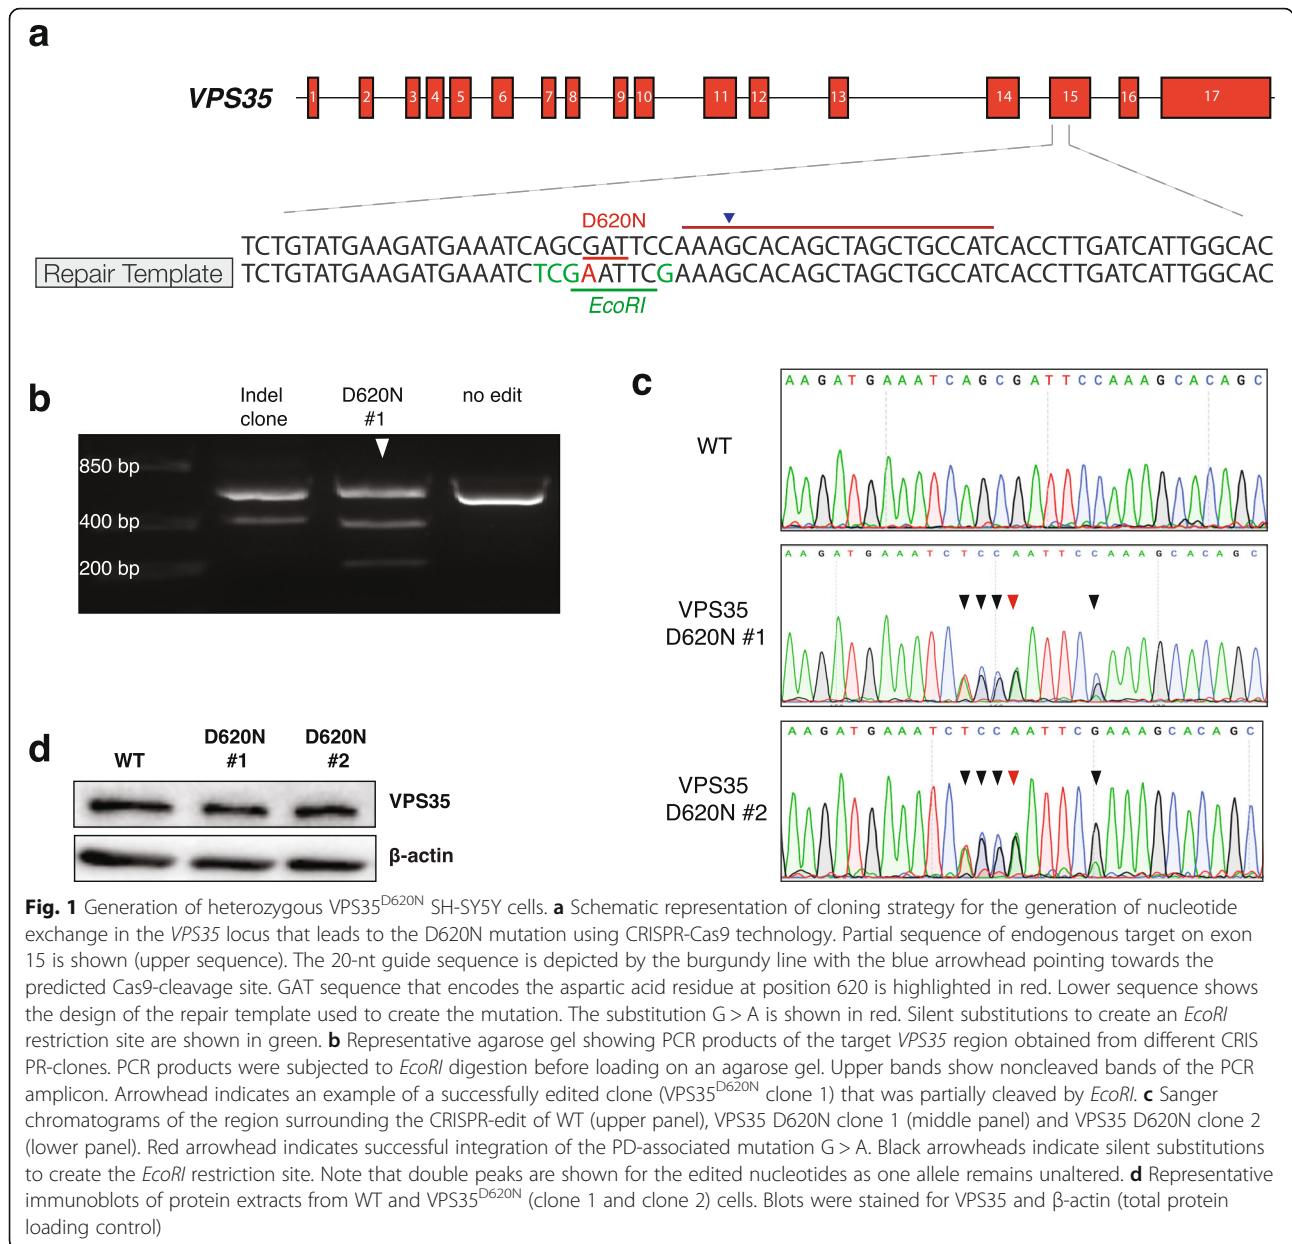 a
VPS35
1 2 3 4 5 6 7 8 9 10 11 12 13 14 15 16 17
D620N
TCTGTATGAAGATGAAATCAGCGATTCCAAAGCACAGCTAGCTGCCATCACCTTGATCATTGGCAC
Repair Template
TCTGTATGAAGATGAAATCTCGAATTCGAAAGCACAGCTAGCTGCCATCACCTTGATCATTGGCAC
EcoRI
b
Indel clone
D620N #1
no edit
850 bp
400 bp
200 bp
c
WT
AAGATGAAATCAGCGATTCCAAAGCACAGC
VPS35
D620N #1
AAGATGAAATCTCCAATTCCAAAGCACAGC
VPS35
D620N #2
AAGATGAAATCTCCAATTCGAAAGCACAGC
d
WT
D620N #1
D620N #2
VPS35
β-actin
Fig. 1 Generation of heterozygous VPS35D620N SH-SY5Y cells. a Schematic representation of cloning strategy for the generation of nucleotide
exchange in the VPS35 locus that leads to the D620N mutation using CRISPR-Cas9 technology. Partial sequence of endogenous target on exon
15 is shown (upper sequence). The 20-nt guide sequence is depicted by the burgundy line with the blue arrowhead pointing towards the
predicted Cas9-cleavage site. GAT sequence that encodes the aspartic acid residue at position 620 is highlighted in red. Lower sequence shows
the design of the repair template used to create the mutation. The substitution G > A is shown in red. Silent substitutions to create an EcoRI
restriction site are shown in green. b Representative agarose gel showing PCR products of the target VPS35 region obtained from different CRIS
PR-clones. PCR products were subjected to EcoRI digestion before loading on an agarose gel. Upper bands show noncleaved bands of the PCR
amplicon. Arrowhead indicates an example of a successfully edited clone (VPS35D620N clone 1) that was partially cleaved by EcoRI. c Sanger
chromatograms of the region surrounding the CRISPR-edit of WT (upper panel), VPS35 D620N clone 1 (middle panel) and VPS35 D620N clone 2
(lower panel). Red arrowhead indicates successful integration of the PD-associated mutation G > A. Black arrowheads indicate silent substitutions
to create the EcoRI restriction site. Note that double peaks are shown for the edited nucleotides as one allele remains unaltered. d Representative
immunoblots of protein extracts from WT and VPS35D620N (clone 1 and clone 2) cells. Blots were stained for VPS35 and β-actin (total protein
loading control)